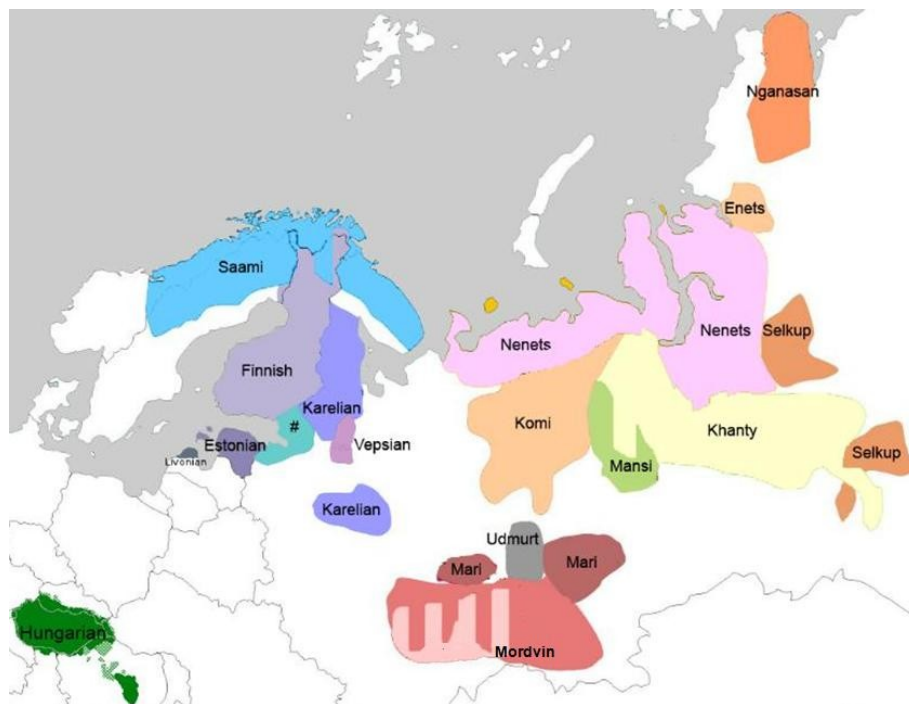 Nganasan
Enets
Saami
Nenets
Nenets
Selkup
Finnish
Karelian
#
Estonian
Livonian
Vepsian
Komi
Khanty
Mansi
Selkup
Karelian
Udmurt
Mari
Mari
Hungarian
Mordvin